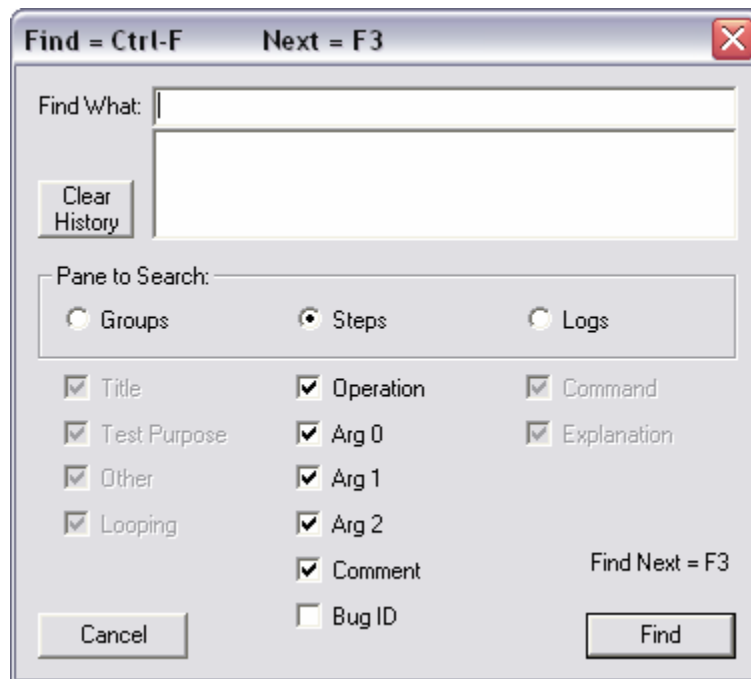 Find = Ctrl-F Next = F3
Find What:
Clear
History
Pane to Search:
Groups Steps Logs
Title Operation Command
Test Purpose Arg 0 Explanation
Other Arg 1
Looping Arg 2
Comment Find Next = F3
Bug ID
Cancel Find